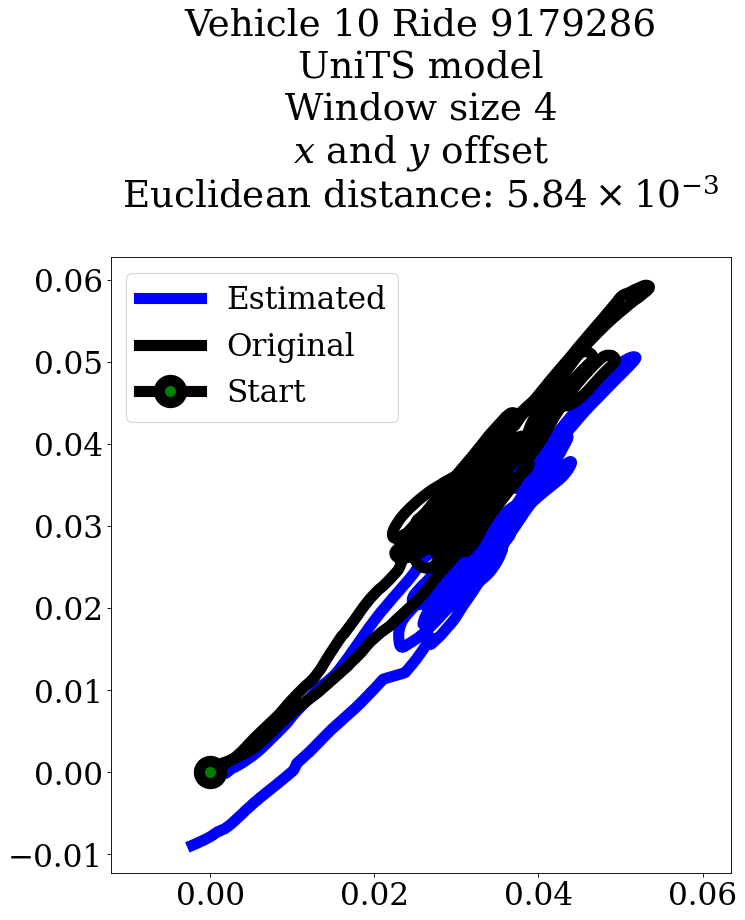 Vehicle 10 Ride 9179286
UniTS model
Window size 4
x and y offset
Euclidean distance: 5.84 × 10⁻³
Estimated
Original
Start
0.06
0.05
0.04
0.03
0.02
0.01
0.00
−0.01
0.00 0.02 0.04 0.06